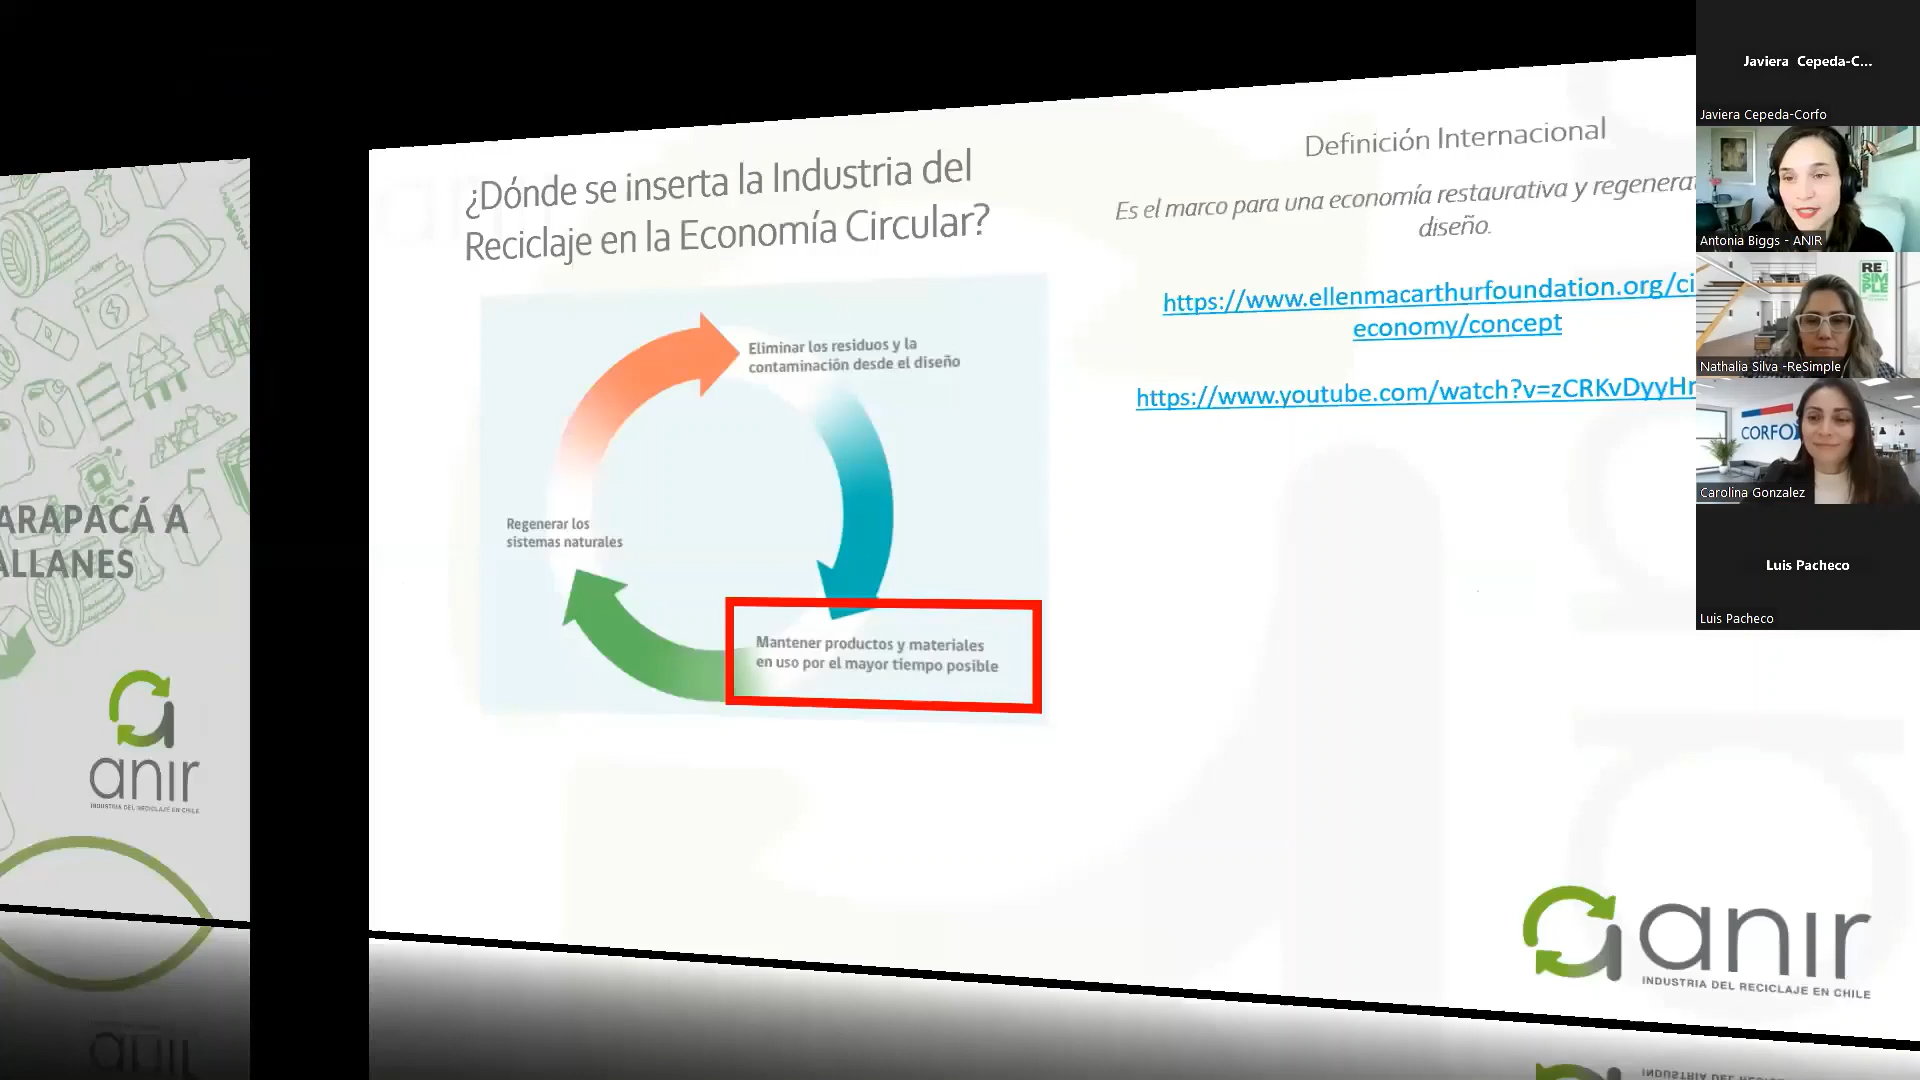 ARAPACÁ A
ALLANES
anir
INDUSTRIA DEL RECICLAJE EN CHILE
¿Dónde se inserta la Industria del
Reciclaje en la Economía Circular?
Eliminar los residuos y la
contaminación desde el diseño
Regenerar los
sistemas naturales
Mantener productos y materiales
en uso por el mayor tiempo posible
Definición Internacional
Es el marco para una economía restaurativa y regenerat
diseño.
https://www.ellenmacarthurfoundation.org/ci
economy/concept
https://www.youtube.com/watch?v=zCRKvDyyH
anir
INDUSTRIA DEL RECICLAJE EN CHILE
Javiera Cepeda-C...
Javiera Cepeda-Corfo
Antonia Biggs - ANIR
RE
SIM
PLE
Nathalia Silva -ReSimple
CORFO
Carolina Gonzalez
Luis Pacheco
Luis Pacheco